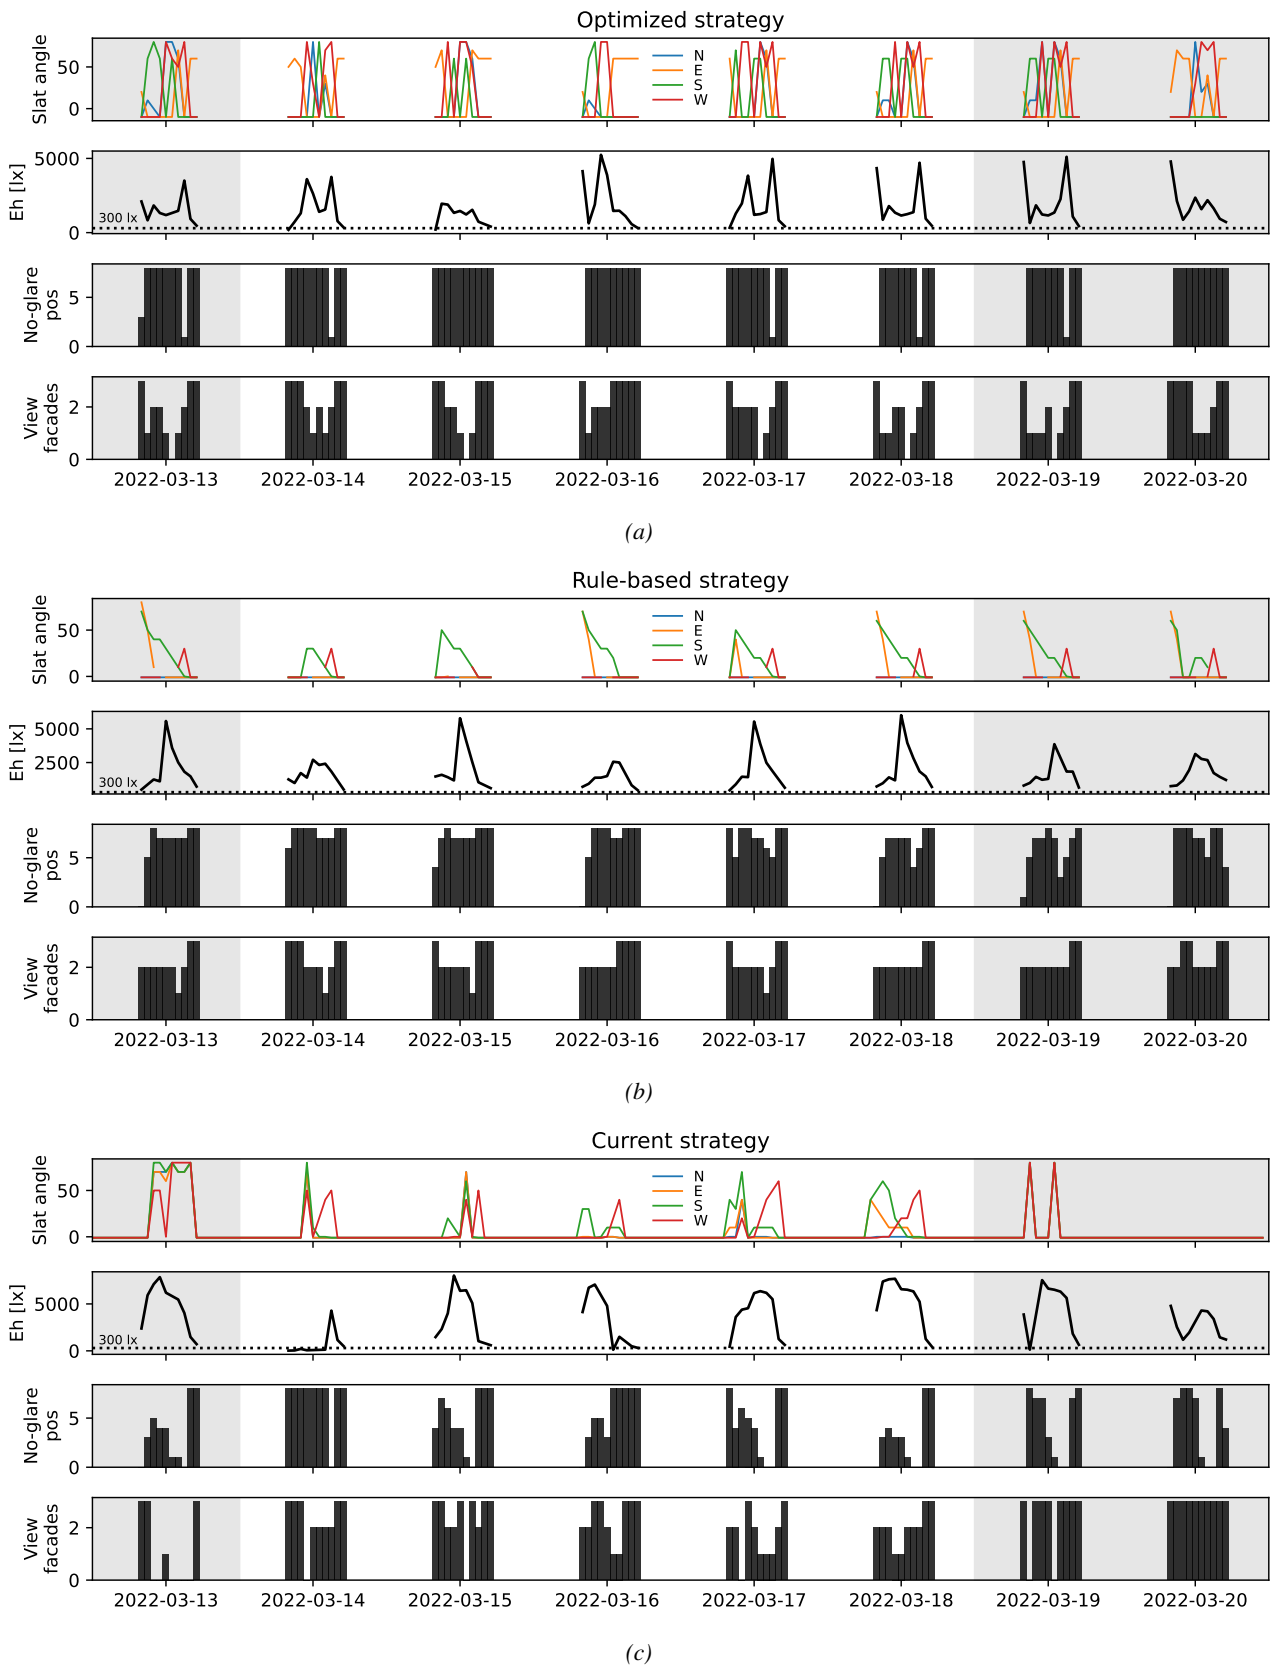 Optimized strategy
Slat angle
50
0
N
E
S
W
Eh [lx]
5000
0
300 lx
No-glare
pos
5
0
View
facades
2
0
2022-03-13
2022-03-14
2022-03-15
2022-03-16
2022-03-17
2022-03-18
2022-03-19
2022-03-20
(a)
Rule-based strategy
Slat angle
50
0
N
E
S
W
Eh [lx]
5000
2500
300 lx
No-glare
pos
5
0
View
facades
2
0
2022-03-13
2022-03-14
2022-03-15
2022-03-16
2022-03-17
2022-03-18
2022-03-19
2022-03-20
(b)
Current strategy
Slat angle
50
0
N
E
S
W
Eh [lx]
5000
0
300 lx
No-glare
pos
5
0
View
facades
2
0
2022-03-13
2022-03-14
2022-03-15
2022-03-16
2022-03-17
2022-03-18
2022-03-19
2022-03-20
(c)